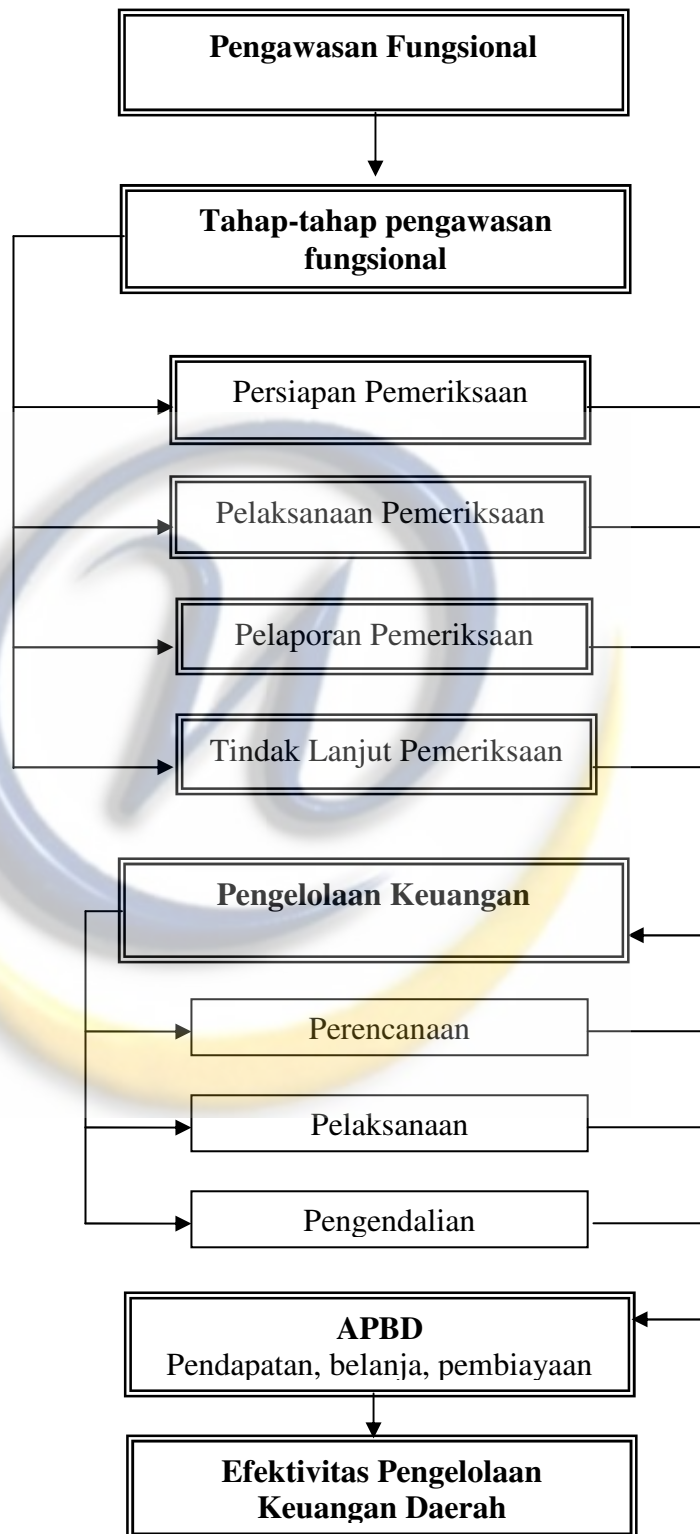 Pengawasan Fungsional
Tahap-tahap pengawasan
fungsional
Persiapan Pemeriksaan
Pelaksanaan Pemeriksaan
Pelaporan Pemeriksaan
Tindak Lanjut Pemeriksaan
Pengelolaan Keuangan
Perencanaan
Pelaksanaan
Pengendalian
APBD
Pendapatan, belanja, pembiayaan
Efektivitas Pengelolaan
Keuangan Daerah